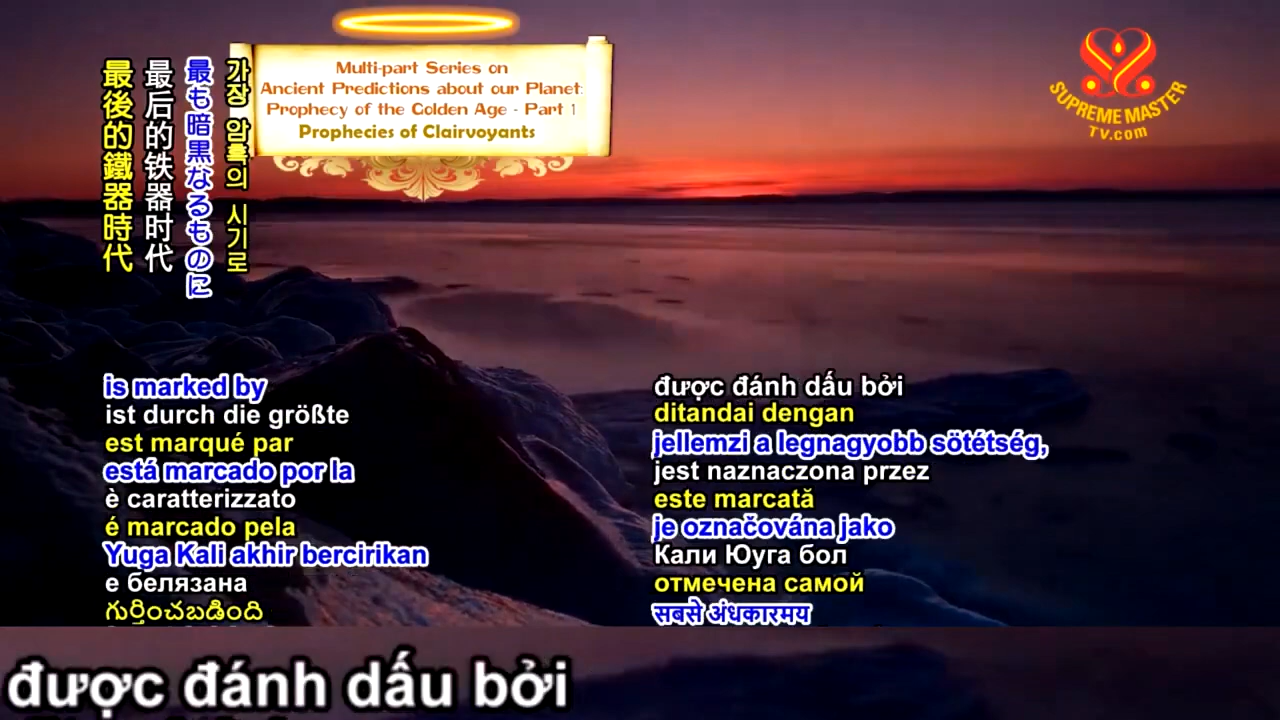 Multi-part Series on
Ancient Predictions about our Planet:
Prophecy of the Golden Age - Part 1
Prophecies of Clairvoyants
SUPREME MASTER
TV.com
最後的鐵器時代
最后的铁器时代
最も暗黒なるものに
가장 암흑의 시기로
is marked by
ist durch die größte
est marqué par
está marcado por la
è caratterizzato
é marcado pela
Yuga Kali akhir bercirikan
е белязана
గుర్తించబడింది
được đánh dấu bởi
ditandai dengan
jellemzi a legnagyobb sötétség,
jest naznaczona przez
este marcată
je označována jako
Кали Юуга бол
отмечена самой
सबसे अंधकारमय
được đánh dấu bởi